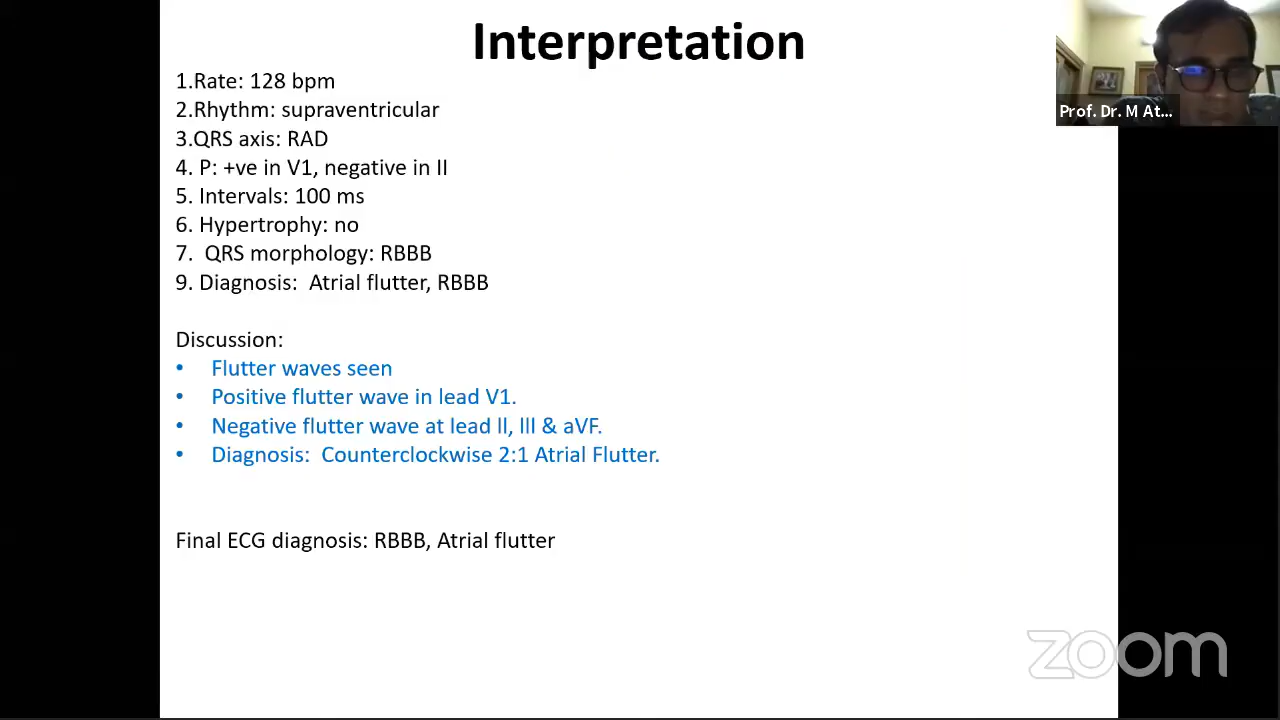 Interpretation
1.Rate: 128 bpm
2.Rhythm: supraventricular
3.QRS axis: RAD
4. P: +ve in V1, negative in II
5. Intervals: 100 ms
6. Hypertrophy: no
7.  QRS morphology: RBBB
9. Diagnosis:  Atrial flutter, RBBB
Discussion:
• Flutter waves seen
• Positive flutter wave in lead V1.
• Negative flutter wave at lead ll, lll & aVF.
• Diagnosis:  Counterclockwise 2:1 Atrial Flutter.
Final ECG diagnosis: RBBB, Atrial flutter
Prof. Dr. M At...
zoom